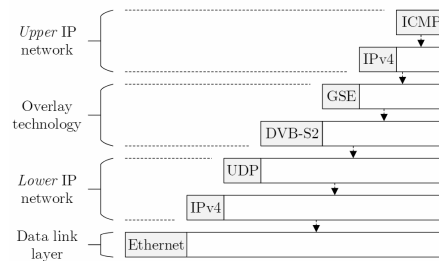 Upper IP
network
ICMP
IPv4
Overlay
technology
GSE
DVB-S2
Lower IP
network
UDP
IPv4
Data link
layer
Ethernet